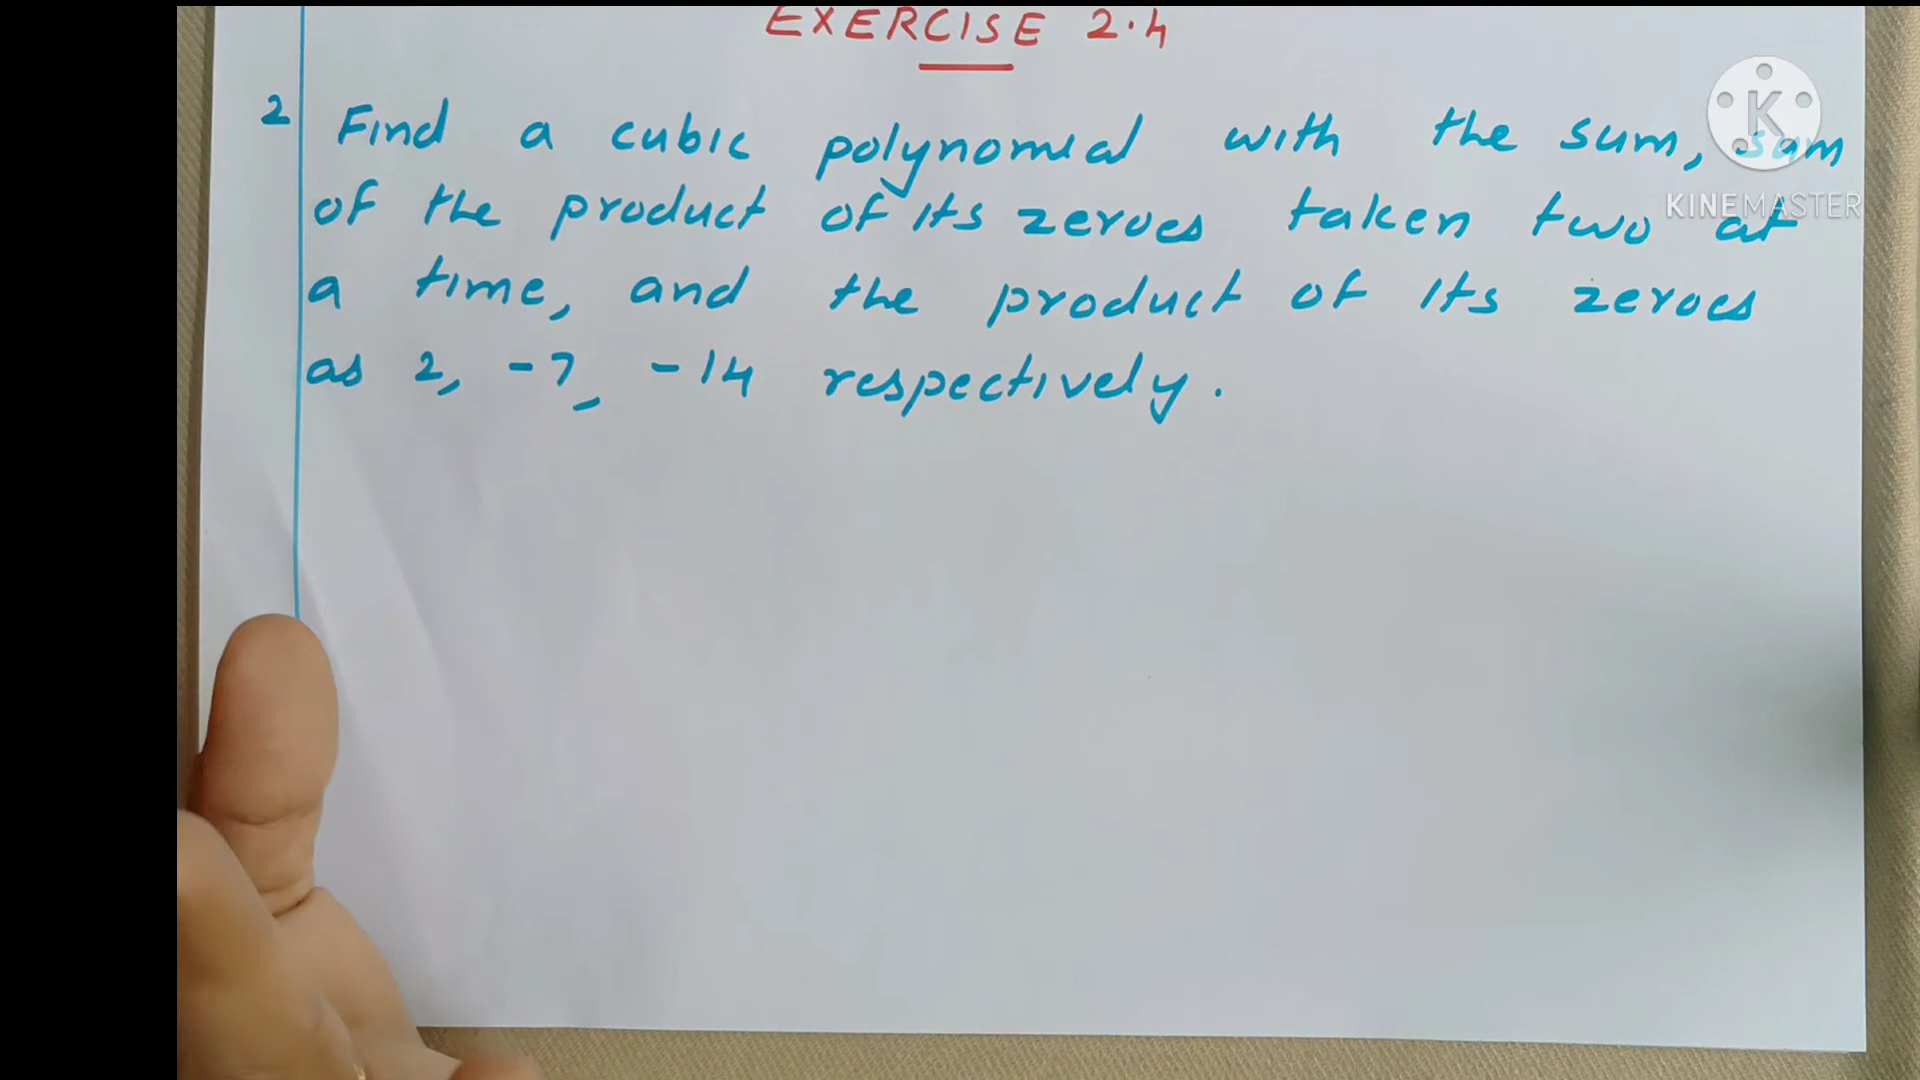 EXERCISE 2.4
2 Find a cubic polynomial with the sum, sum
of the product of its zeroes taken two at
a time, and the product of its zeroes
as 2, -7, -14 respectively.
K
KINEMASTER